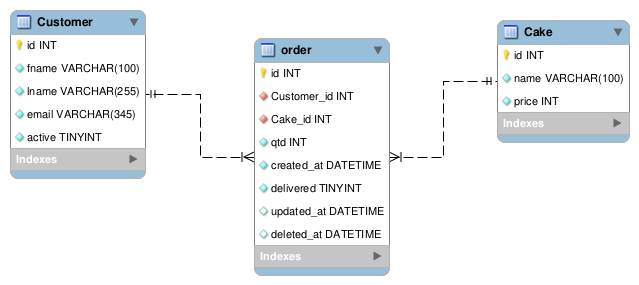 Customer
id INT
fname VARCHAR(100)
lname VARCHAR(255)
email VARCHAR(345)
active TINYINT
Indexes
order
id INT
Customer_id INT
Cake_id INT
qtd INT
created_at DATETIME
delivered TINYINT
updated_at DATETIME
deleted_at DATETIME
Indexes
Cake
id INT
name VARCHAR(100)
price INT
Indexes